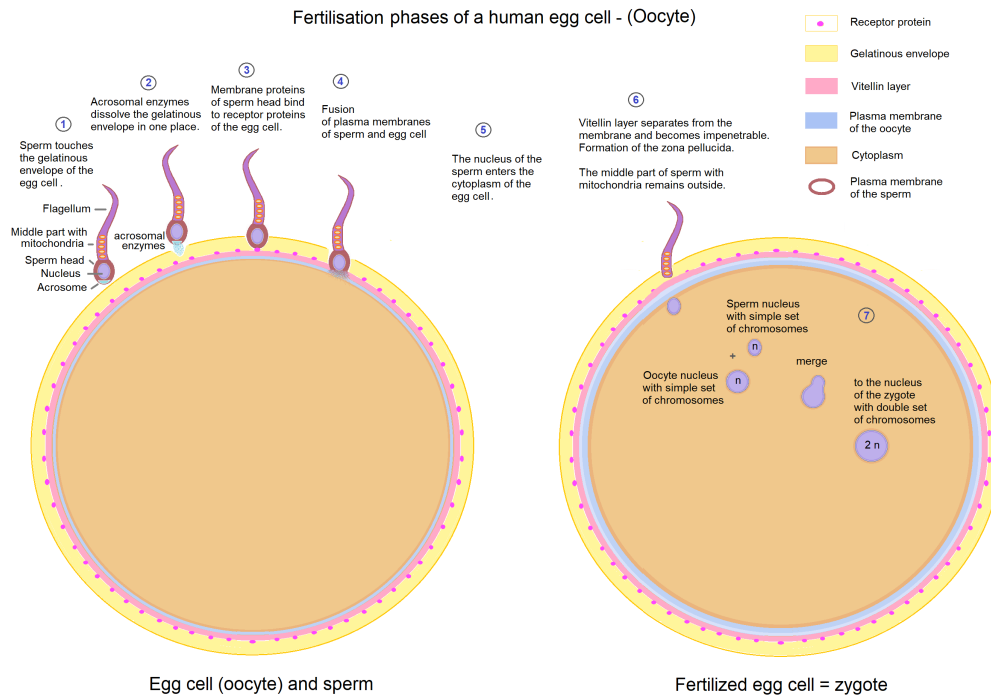 Fertilisation phases of a human egg cell - (Oocyte)
Receptor protein
Gelatinous envelope
Vitellin layer
Plasma membrane
of the oocyte
Cytoplasm
Plasma membrane
of the sperm
1
Sperm touches
the gelatinous
envelope of the
egg cell .
2
Acrosomal enzymes
dissolve the gelatinous
envelope in one place.
3
Membrane proteins
of sperm head bind
to receptor proteins
of the egg cell.
4
Fusion
of plasma membranes
of sperm and egg cell
5
The nucleus of the
sperm enters the
cytoplasm of the
egg cell .
6
Vitellin layer separates from the
membrane and becomes impenetrable.
Formation of the zona pellucida.
The middle part of sperm with
mitochondria remains outside.
Flagellum
Middle part with
mitochondria
Sperm head
Nucleus
Acrosome
acrosomal
enzymes
Sperm nucleus
with simple set
of chromosomes
7
n
+
Oocyte nucleus
with simple set
of chromosomes
n
merge
to the nucleus
of the zygote
with double set
of chromosomes
2 n
Egg cell (oocyte) and sperm
Fertilized egg cell = zygote